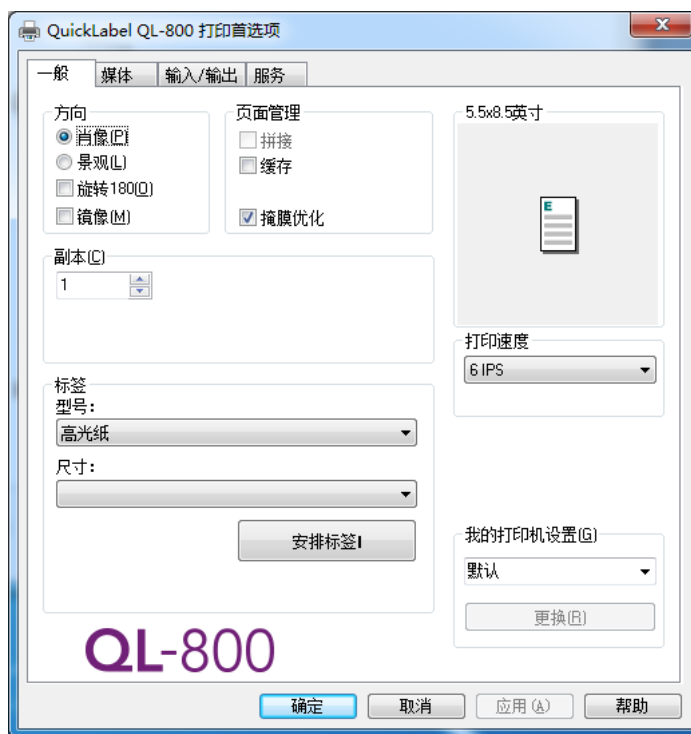 QuickLabel QL-800 打印首选项
一般 媒体 输入/输出 服务
方向
肖像(P)
景观(L)
旋转180(O)
镜像(M)
页面管理
拼接
缓存
掩膜优化
5.5x8.5英寸
E
副本(C)
1
打印速度
6 IPS
标签
型号:
高光纸
尺寸:
安排标签I
我的打印机设置(G)
默认
更换(R)
QL-800
确定 取消 应用(A) 帮助